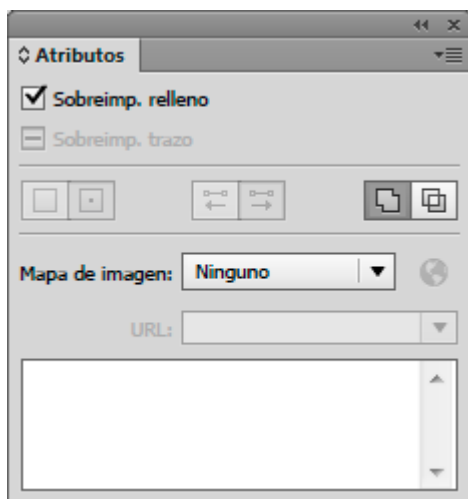 Atributos
Sobreimp. relleno
Sobreimp. trazo
Mapa de imagen: Ninguno
URL: